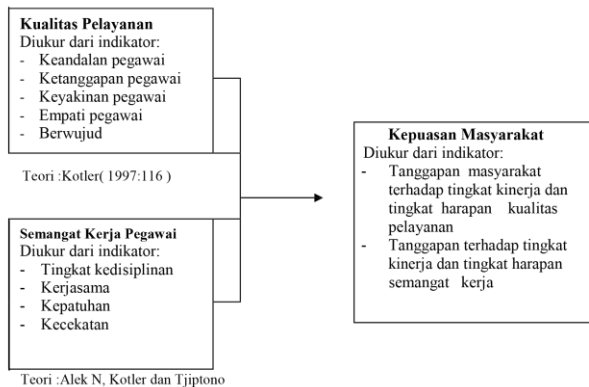 Kualitas Pelayanan
Diukur dari indikator:
- Keandalan pegawai
- Ketanggapan pegawai
- Keyakinan pegawai
- Empati pegawai
- Berwujud
Teori :Kotler( 1997:116 )
Semangat Kerja Pegawai
Diukur dari indikator:
- Tingkat kedisiplinan
- Kerjasama
- Kepatuhan
- Kecekatan
Teori :Alek N, Kotler dan Tjiptono
Kepuasan Masyarakat
Diukur dari indikator:
- Tanggapan masyarakat
terhadap tingkat kinerja dan
tingkat harapan kualitas
pelayanan
- Tanggapan terhadap tingkat
kinerja dan tingkat harapan
semangat kerja